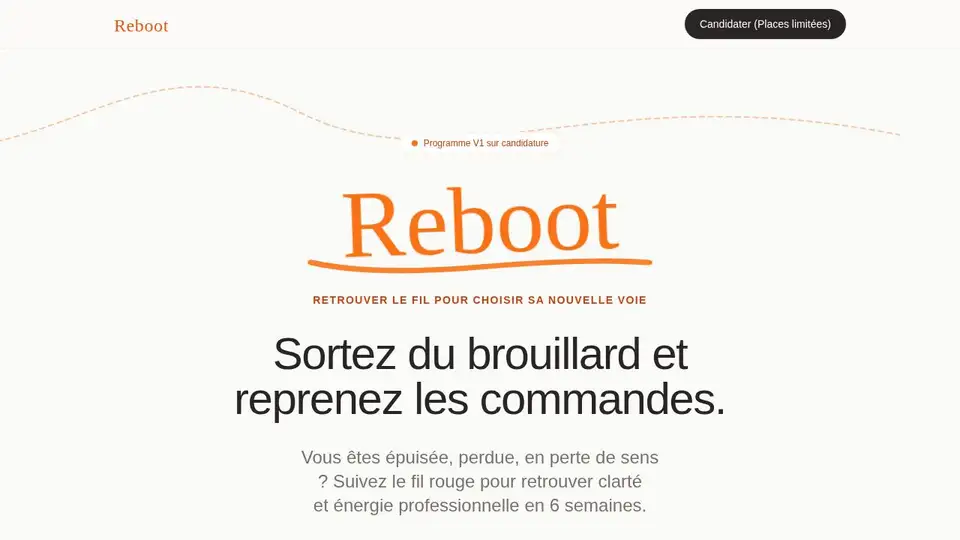 Reboot
Candidater (Places limitées)
Programme V1 sur candidature
Reboot
RETROUVER LE FIL POUR CHOISIR SA NOUVELLE VOIE
Sortez du brouillard et
reprenez les commandes.
Vous êtes épuisée, perdue, en perte de sens
? Suivez le fil rouge pour retrouver clarté
et énergie professionnelle en 6 semaines.